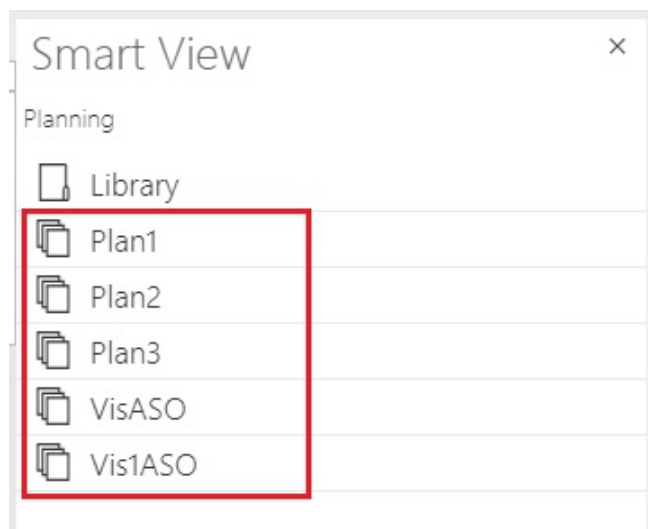 Smart View
Planning
Library
Plan1
Plan2
Plan3
VisASO
Vis1ASO